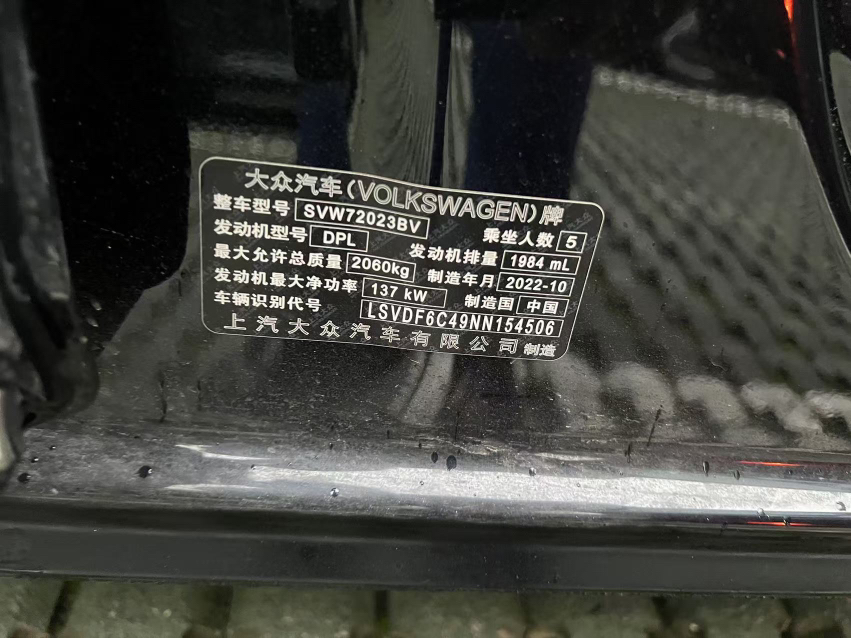 大众汽车(VOLKSWAGEN)牌
整车型号 SVW72023BV 乘坐人数 5
发动机型号 DPL 发动机排量 1984 mL
最大允许总质量 2060kg 制造年月 2022-10
发动机最大净功率 137 kW 制造国 中国
车辆识别代号 LSVDF6C49NN154506
上汽大众汽车有限公司 制造